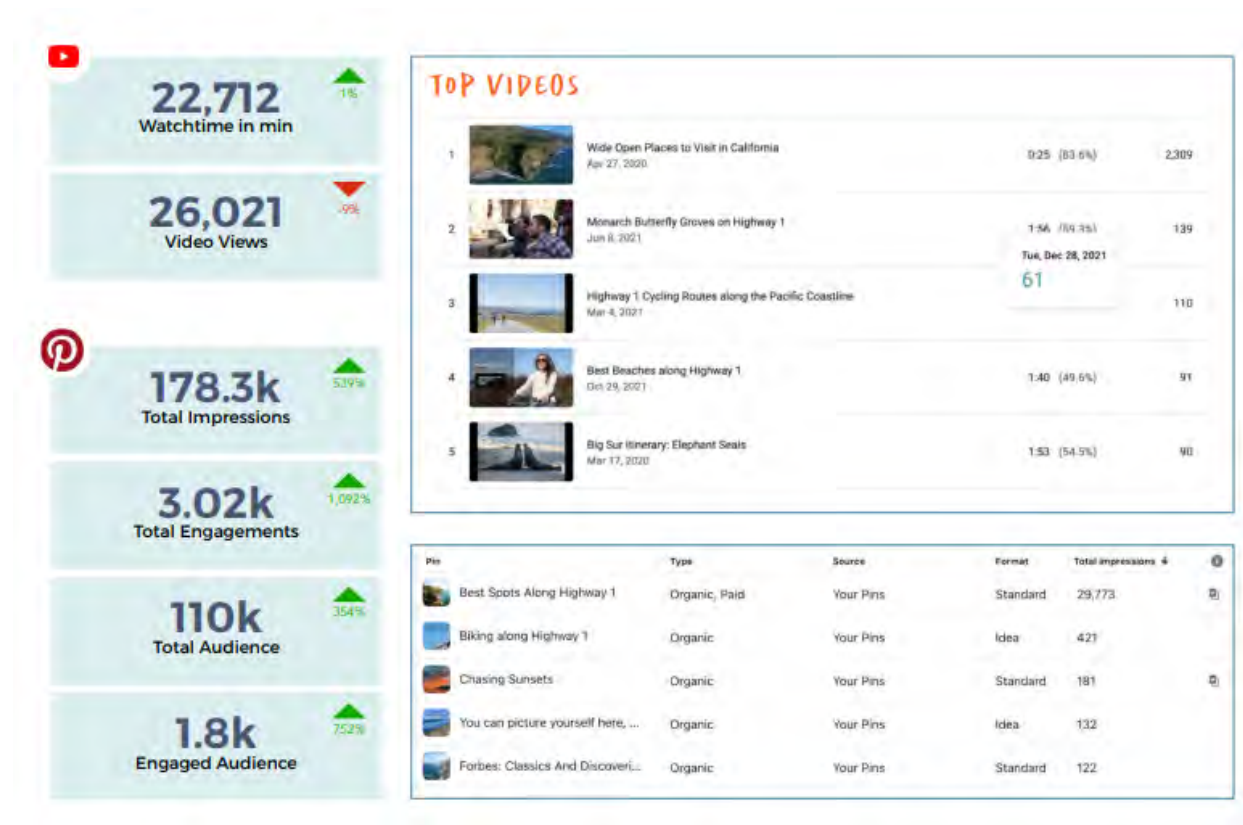 22,712
1%
Watchtime in min
26,021
-9%
Video Views
178.3k
539%
Total Impressions
3.02k
1,092%
Total Engagements
110k
354%
Total Audience
1.8k
752%
Engaged Audience
TOP VIDEOS
1 Wide Open Places to Visit in California 0:25 (83.6%) 2,309
Apr 27, 2020
2 Monarch Butterfly Groves on Highway 1 1:56 139
Jun 8, 2021
Tue, Dec 28, 2021
61
3 Highway 1 Cycling Routes along the Pacific Coastline 110
Mar 4, 2021
4 Best Beaches along Highway 1 1:40 (49.6%) 91
Oct 29, 2021
5 Big Sur Itinerary: Elephant Seals 1:53 (54.5%) 90
Mar 17, 2020
Pin Type Source Format Total impressions
Best Spots Along Highway 1 Organic, Paid Your Pins Standard 29,773
Biking along Highway 1 Organic Your Pins Idea 421
Chasing Sunsets Organic Your Pins Standard 181
You can picture yourself here, ... Organic Your Pins Idea 132
Forbes: Classics And Discoveri... Organic Your Pins Standard 122